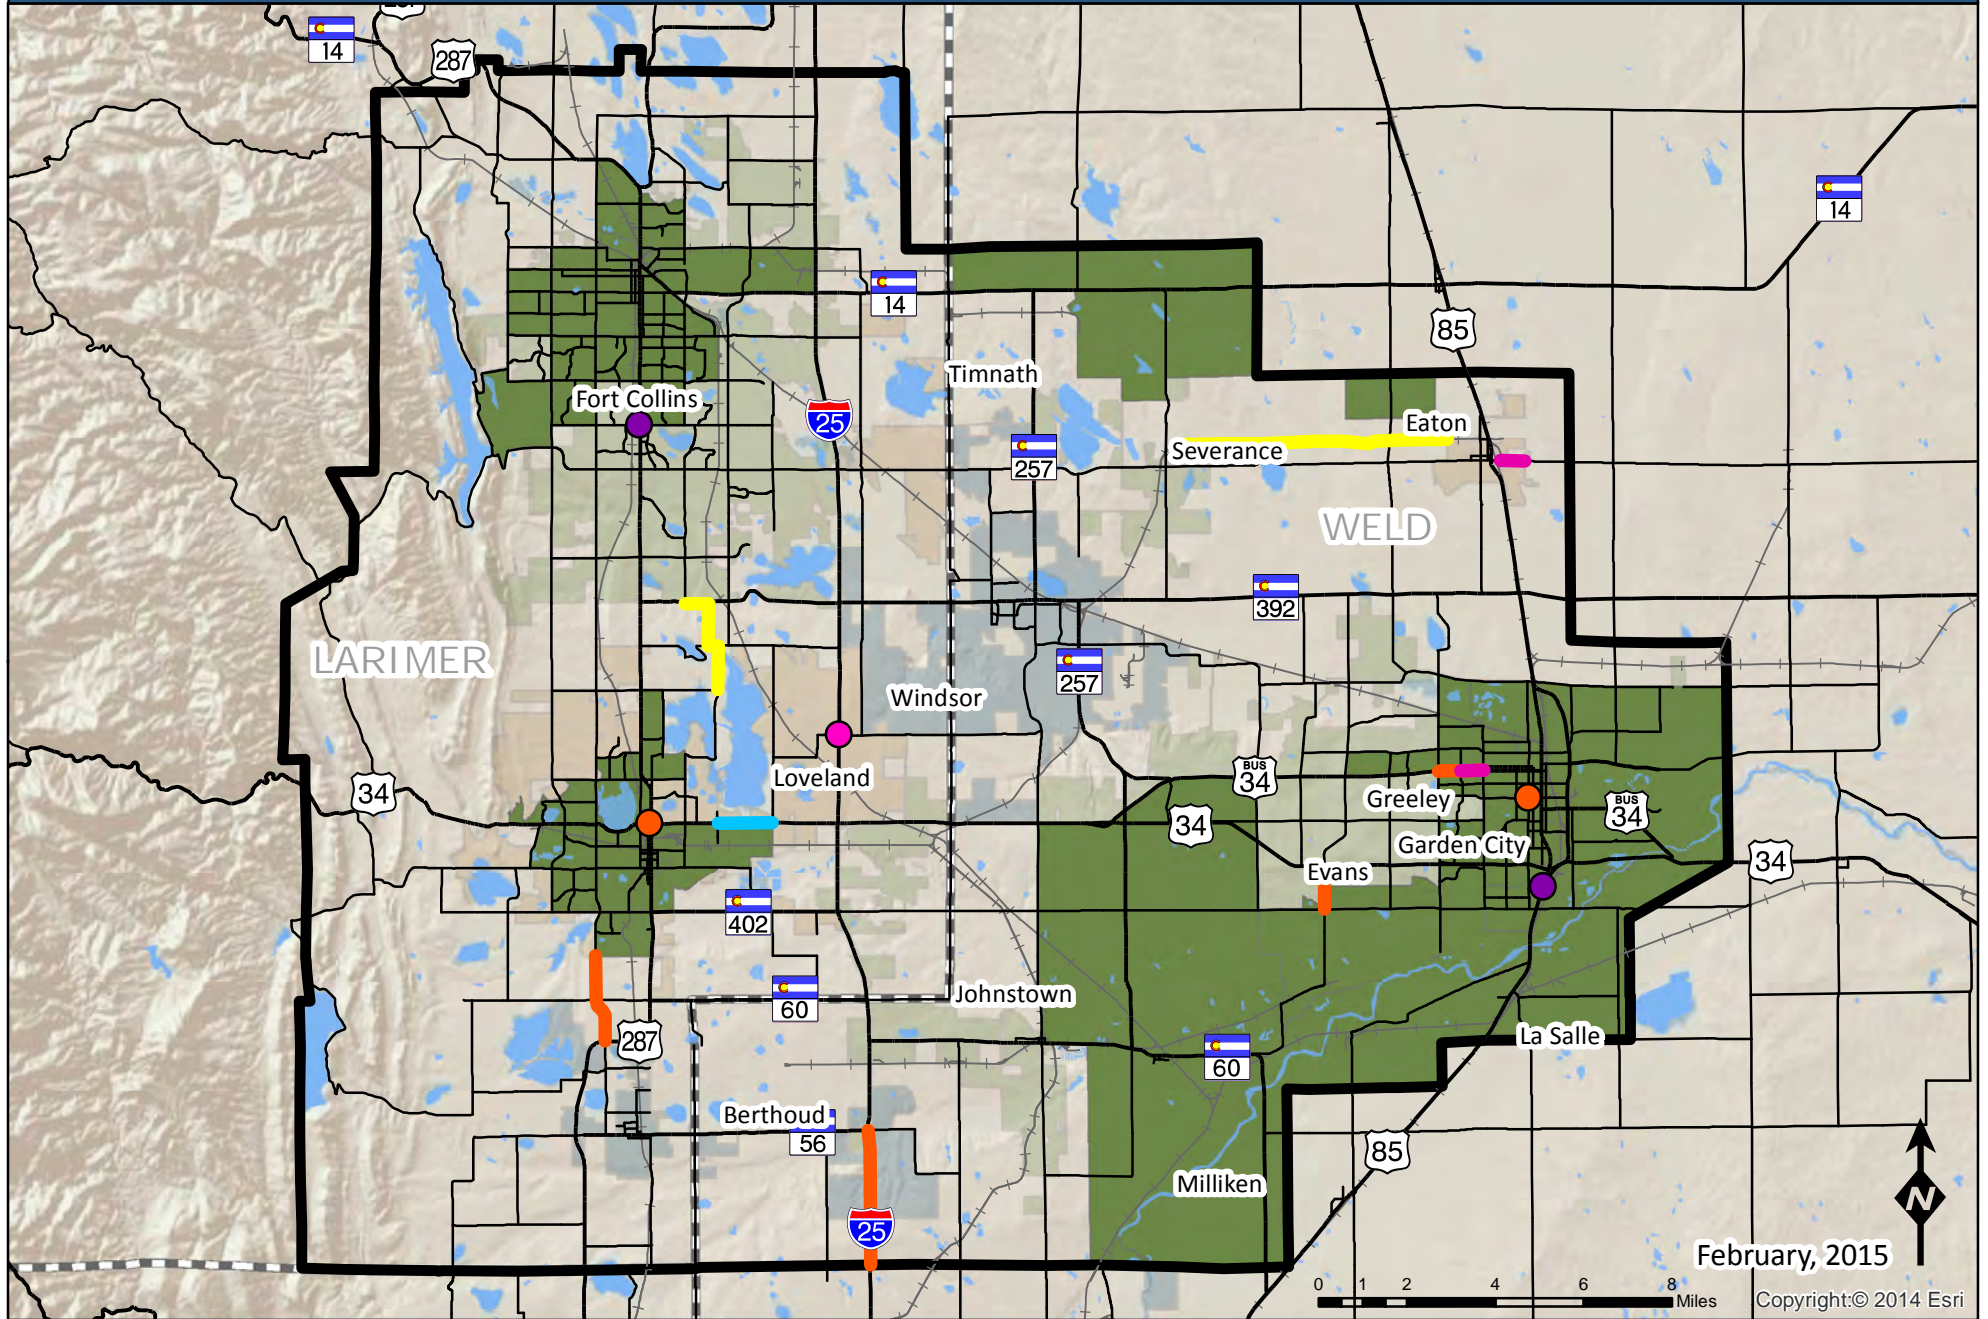 14
287
14
14
85
Fort Collins
Timnath
25
257
Eaton
Severance
WELD
392
LARIMER
257
Windsor
Loveland
34
BUS
34
Greeley
BUS
34
34
Garden City
34
Evans
402
60
Johnstown
287
La Salle
60
Berthoud
56
85
Milliken
25
N
February, 2015
0 1 2 4 6 8
Miles
Copyright:© 2014 Esri